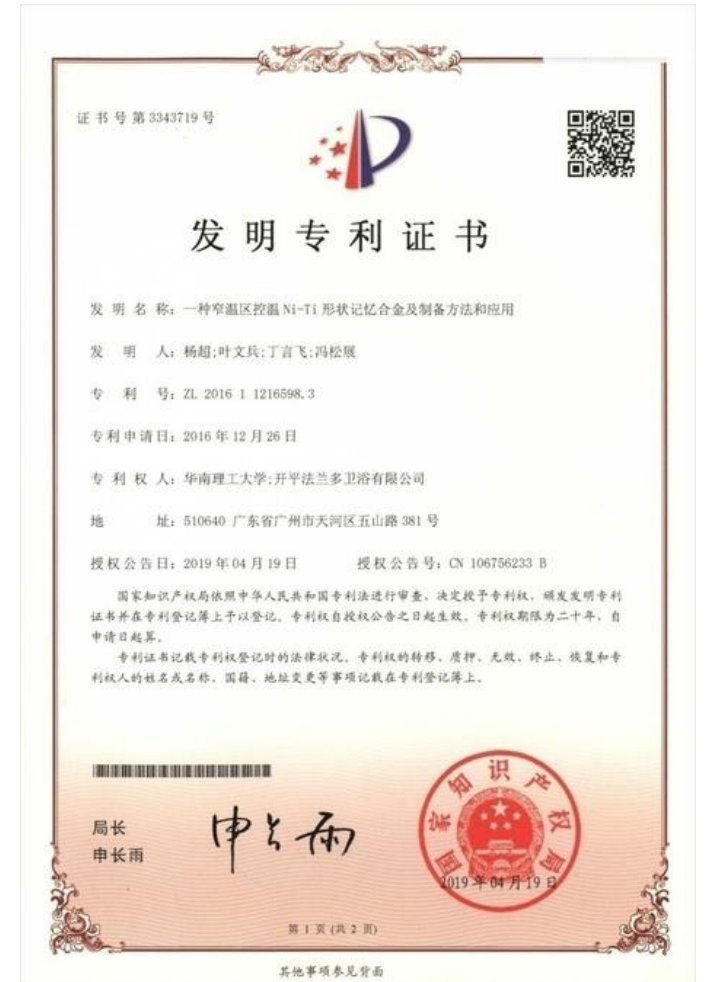 证书号第3343719号
发明专利证书
发明名称：一种窄温区控温Ni-Ti形状记忆合金及制备方法和应用
发明人：杨超;叶文兵;丁言飞;冯松展
专利号：ZL 2016 1 1216598.3
专利申请日：2016年12月26日
专利权人：华南理工大学;开平法兰多卫浴有限公司
地址：510640 广东省广州市天河区五山路381号
授权公告日：2019年04月19日 授权公告号：CN 106756233 B
国家知识产权局依照中华人民共和国专利法进行审查，决定授予专利权，颁发发明专利
证书并在专利登记簿上予以登记。专利权自授权公告之日起生效。专利权期限为二十年，自
申请日起算。
专利证书记载专利权登记时的法律状况。专利权的转移、质押、无效、终止、恢复和专
利权人的姓名或名称、国籍、地址变更等事项记载在专利登记簿上。
局长
申长雨
申长雨
国家知识产权局
2019年04月19日
第1页(共2页)
其他事项参见背面